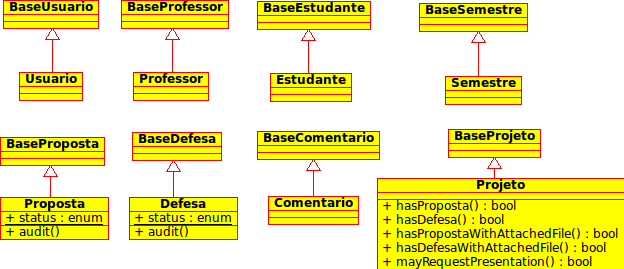 BaseUsuario
BaseProfessor
BaseEstudante
BaseSemestre
Usuario
Professor
Estudante
Semestre
BaseProposta
BaseDefesa
BaseComentario
BaseProjeto
Proposta
+ status : enum
+ audit()
Defesa
+ status : enum
+ audit()
Comentario
Projeto
+ hasProposta() : bool
+ hasDefesa() : bool
+ hasPropostaWithAttachedFile() : bool
+ hasDefesaWithAttachedFile() : bool
+ mayRequestPresentation() : bool